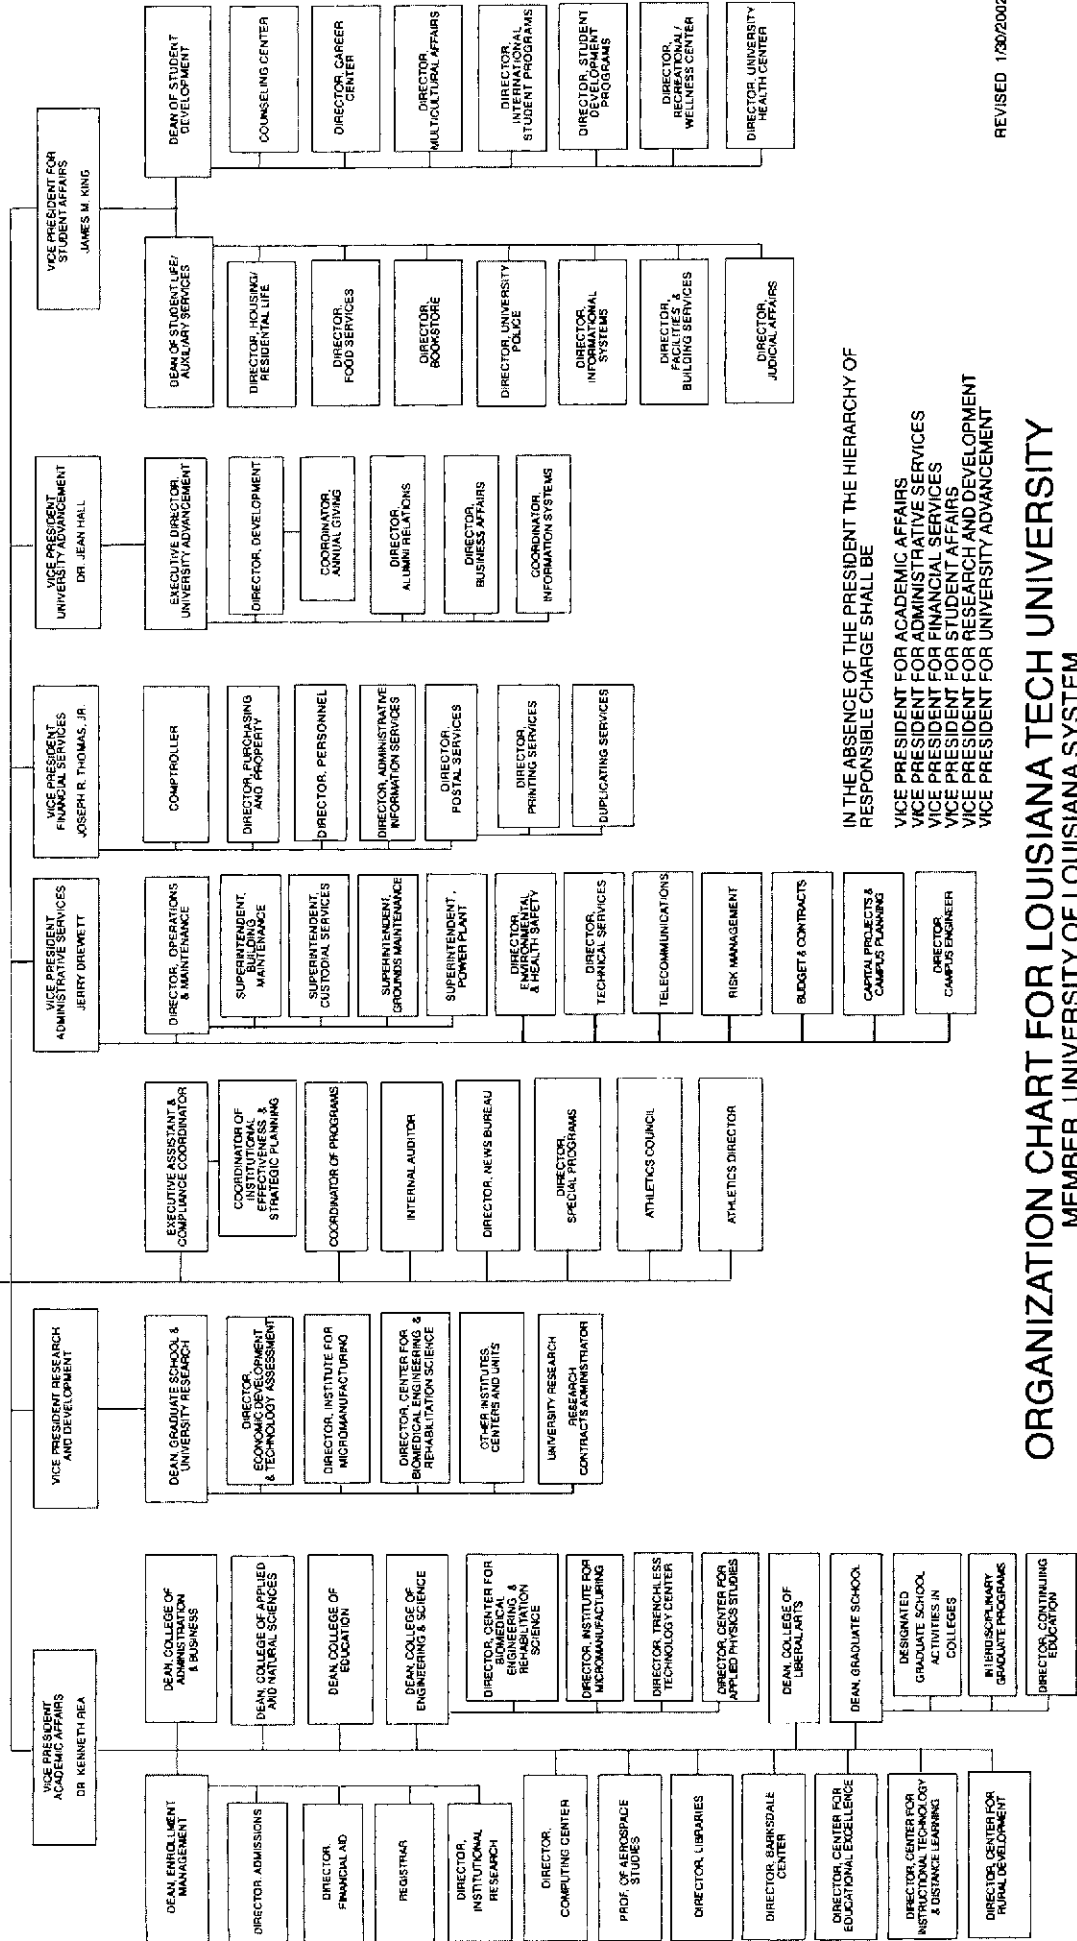 VICE PRESIDENT
ACADEMIC AFFAIRS
DR. KENNETH REA
DEAN, ENROLLMENT
MANAGEMENT
DIRECTOR, ADMISSIONS
DIRECTOR,
FINANCIAL AID
REGISTRAR
DIRECTOR,
INSTITUTIONAL
RESEARCH
DIRECTOR,
COMPUTING CENTER
PROF. OF AEROSPACE
STUDIES
DIRECTOR, LIBRARIES
DIRECTOR, BARKSDALE
CENTER
DIRECTOR, CENTER FOR
EDUCATIONAL EXCELLENCE
DIRECTOR, CENTER FOR
INSTRUCTIONAL TECHNOLOGY
& DISTANCE LEARNING
DIRECTOR, CENTER FOR
RURAL DEVELOPMENT
DEAN, COLLEGE OF
ADMINISTRATION
& BUSINESS
DEAN, COLLEGE OF APPLIED
AND NATURAL SCIENCES
DEAN, COLLEGE OF
EDUCATION
DEAN, COLLEGE OF
ENGINEERING & SCIENCE
DIRECTOR, CENTER FOR
BIOMEDICAL
ENGINEERING &
REHABILITATION
SCIENCE
DIRECTOR, INSTITUTE FOR
MICROMANUFACTURING
DIRECTOR, TRENCHLESS
TECHNOLOGY CENTER
DIRECTOR, CENTER FOR
APPLIED PHYSICS STUDIES
DEAN, COLLEGE OF
LIBERAL ARTS
DEAN, GRADUATE SCHOOL
DESIGNATED
GRADUATE SCHOOL
ACTIVITIES IN
COLLEGES
INTERDISCIPLINARY
GRADUATE PROGRAMS
DIRECTOR, CONTINUING
EDUCATION
VICE PRESIDENT RESEARCH
AND DEVELOPMENT
DEAN, GRADUATE SCHOOL &
UNIVERSITY RESEARCH
DIRECTOR,
ECONOMIC DEVELOPMENT
& TECHNOLOGY ASSESSMENT
DIRECTOR, INSTITUTE FOR
MICROMANUFACTURING
DIRECTOR, CENTER FOR
BIOMEDICAL ENGINEERING &
REHABILITATION SCIENCE
OTHER INSTITUTES,
CENTERS AND UNITS
UNIVERSITY RESEARCH
RESEARCH
CONTRACTS ADMINISTRATOR
EXECUTIVE ASSISTANT &
COMPLIANCE COORDINATOR
COORDINATOR OF
INSTITUTIONAL
EFFECTIVENESS &
STRATEGIC PLANNING
COORDINATOR OF PROGRAMS
INTERNAL AUDITOR
DIRECTOR, NEWS BUREAU
DIRECTOR,
SPECIAL PROGRAMS
ATHLETICS COUNCIL
ATHLETICS DIRECTOR
VICE PRESIDENT
ADMINISTRATIVE SERVICES
JERRY DREWETT
DIRECTOR, OPERATIONS
& MAINTENANCE
SUPERINTENDENT,
BUILDING
MAINTENANCE
SUPERINTENDENT,
CUSTODIAL SERVICES
SUPERINTENDENT,
GROUNDS MAINTENANCE
SUPERINTENDENT,
POWER PLANT
DIRECTOR,
ENVIRONMENTAL
& HEALTH SAFETY
DIRECTOR,
TECHNICAL SERVICES
TELECOMMUNICATIONS
RISK MANAGEMENT
BUDGET & CONTRACTS
CAPITAL PROJECTS &
CAMPUS PLANNING
DIRECTOR
CAMPUS ENGINEER
VICE PRESIDENT
FINANCIAL SERVICES
JOSEPH R. THOMAS, JR.
COMPTROLLER
DIRECTOR, PURCHASING
AND PROPERTY
DIRECTOR, PERSONNEL
DIRECTOR, ADMINISTRATIVE
INFORMATION SERVICES
DIRECTOR,
POSTAL SERVICES
DIRECTOR,
PRINTING SERVICES
DUPLICATING SERVICES
VICE PRESIDENT
UNIVERSITY ADVANCEMENT
DR. JEAN HALL
EXECUTIVE DIRECTOR,
UNIVERSITY ADVANCEMENT
DIRECTOR, DEVELOPMENT
COORDINATOR,
ANNUAL GIVING
DIRECTOR,
ALUMNI RELATIONS
DIRECTOR,
BUSINESS AFFAIRS
COORDINATOR,
INFORMATION SYSTEMS
VICE PRESIDENT FOR
STUDENT AFFAIRS
JAMES M. KING
DEAN OF STUDENT LIFE/
AUXILIARY SERVICES
DIRECTOR, HOUSING/
RESIDENTAL LIFE
DIRECTOR,
FOOD SERVICES
DIRECTOR,
BOOKSTORE
DIRECTOR, UNIVERSITY
POLICE
DIRECTOR,
INFORMATIONAL
SYSTEMS
DIRECTOR,
FACILITIES &
BUILDING SERVICES
DIRECTOR,
JUDICIAL AFFAIRS
DEAN OF STUDENT
DEVELOPMENT
COUNSELING CENTER
DIRECTOR, CAREER
CENTER
DIRECTOR,
MULTICULTURAL AFFAIRS
DIRECTOR,
INTERNATIONAL
STUDENT PROGRAMS
DIRECTOR, STUDENT
DEVELOPMENT
PROGRAMS
DIRECTOR,
RECREATIONAL/
WELLNESS CENTER
DIRECTOR, UNIVERSITY
HEALTH CENTER
IN THE ABSENCE OF THE PRESIDENT THE HIERARCHY OF
RESPONSIBLE CHARGE SHALL BE
VICE PRESIDENT FOR ACADEMIC AFFAIRS
VICE PRESIDENT FOR ADMINISTRATIVE SERVICES
VICE PRESIDENT FOR FINANCIAL SERVICES
VICE PRESIDENT FOR STUDENT AFFAIRS
VICE PRESIDENT FOR RESEARCH AND DEVELOPMENT
VICE PRESIDENT FOR UNIVERSITY ADVANCEMENT
REVISED 1/30/2002
ORGANIZATION CHART FOR LOUISIANA TECH UNIVERSITY
MEMBER, UNIVERSITY OF LOUISIANA SYSTEM